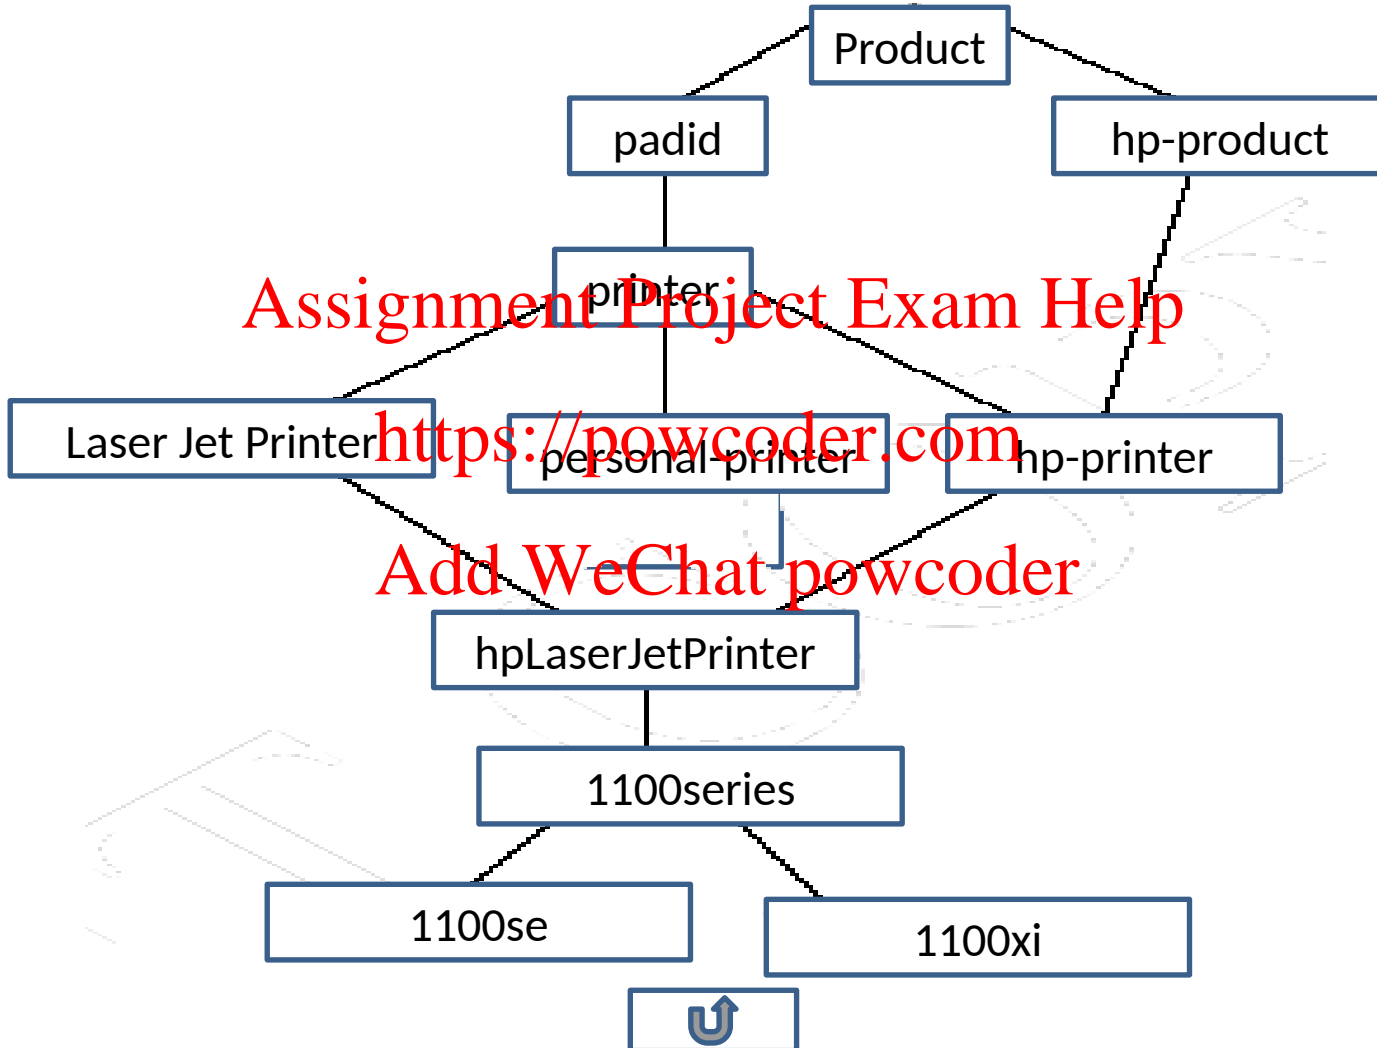 Product
padid
hp-product
printer
Assignment Project Exam Help
Laser Jet Printer
https://powcoder.com
personal-printer
hp-printer
Add WeChat powcoder
hpLaserJetPrinter
1100series
1100se
1100xi